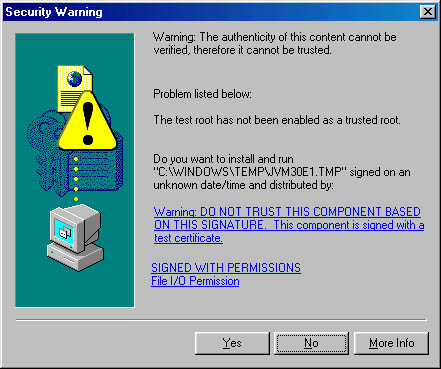 Security Warning
Warning: The authenticity of this content cannot be
verified, therefore it cannot be trusted.
Problem listed below:
The test root has not been enabled as a trusted root.
Do you want to install and run
"C:\WINDOWS\TEMP\JVM30E1.TMP" signed on an
unknown date/time and distributed by:
Warning: DO NOT TRUST THIS COMPONENT BASED
ON THIS SIGNATURE.  This component is signed with a
test certificate.
SIGNED WITH PERMISSIONS
File I/O Permission
Yes
No
More Info